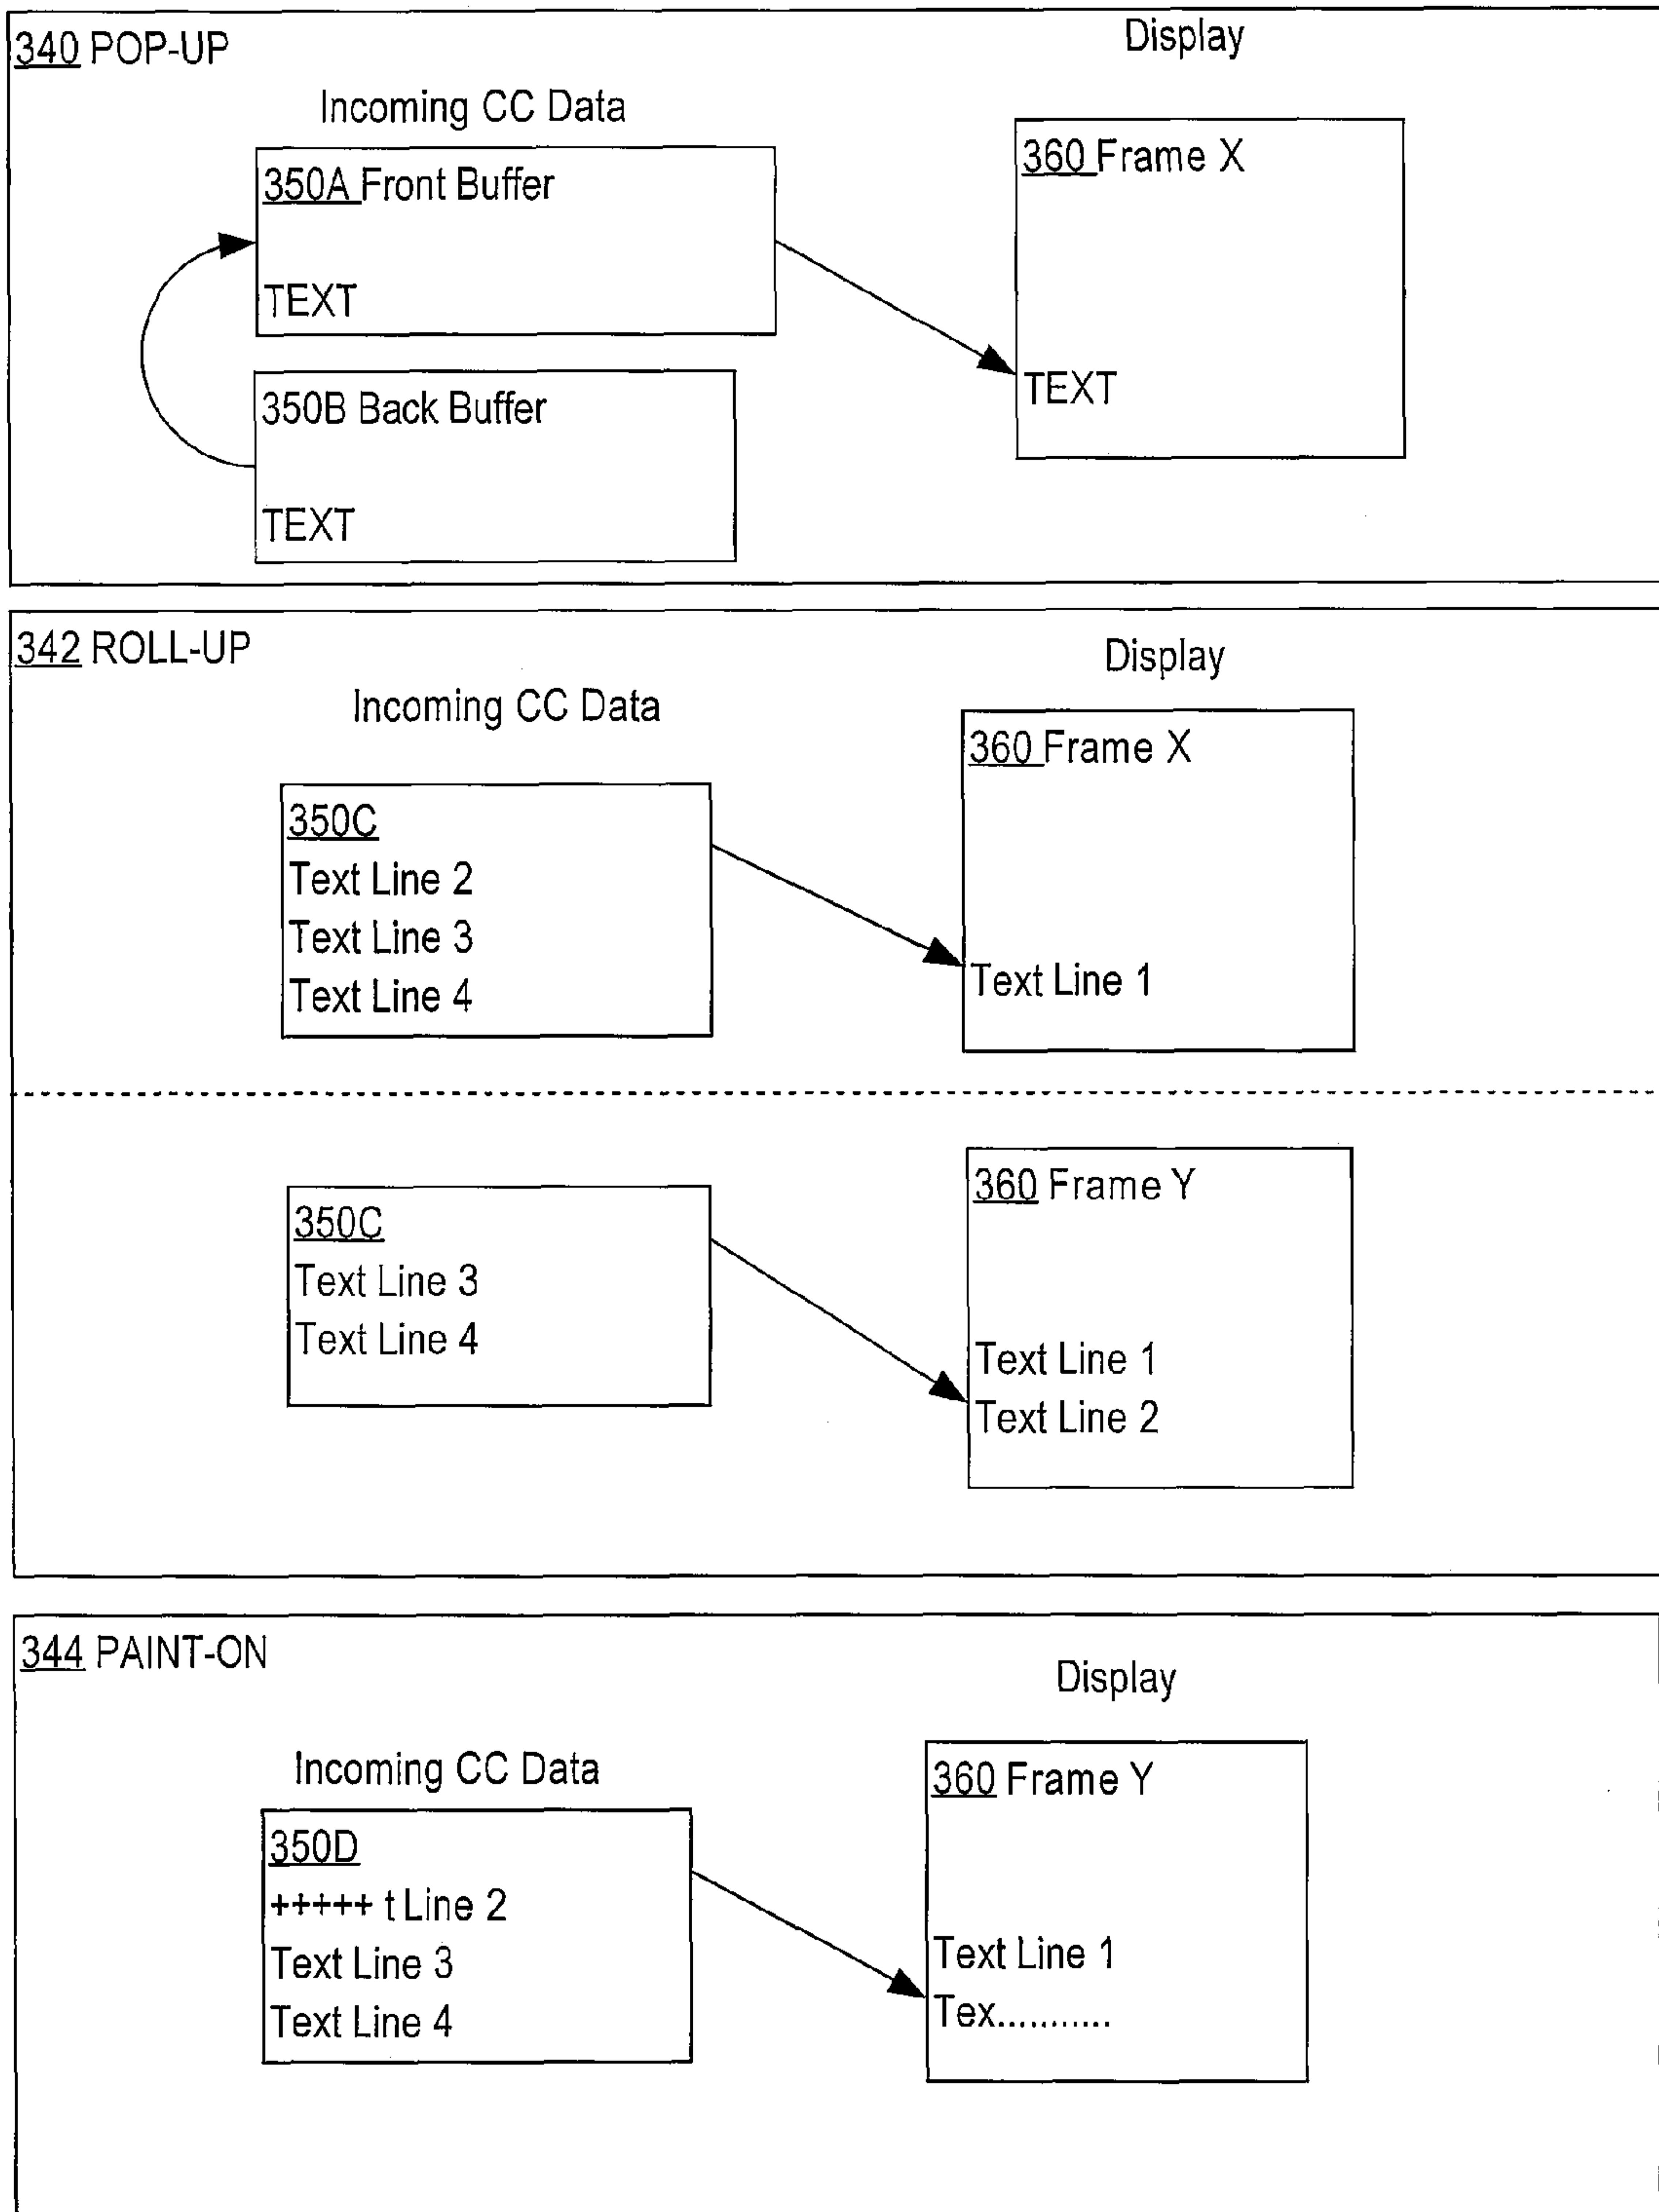 340 POP-UP
Display
Incoming CC Data
350A Front Buffer
TEXT
360 Frame X
TEXT
350B Back Buffer
TEXT
342 ROLL-UP
Display
Incoming CC Data
360 Frame X
350C
Text Line 2
Text Line 3
Text Line 4
Text Line 1
360 Frame Y
350C
Text Line 3
Text Line 4
Text Line 1
Text Line 2
344 PAINT-ON
Display
Incoming CC Data
360 Frame Y
350D
+++++ t Line 2
Text Line 3
Text Line 4
Text Line 1
Tex...........